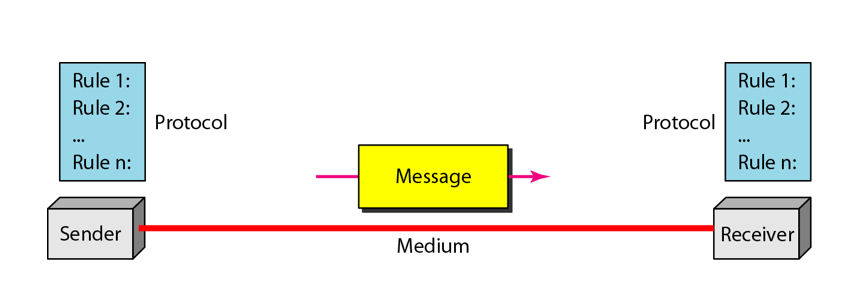 Rule 1:
Rule 2:
...
Rule n:
Protocol
Message
Protocol
Rule 1:
Rule 2:
...
Rule n:
Sender
Medium
Receiver